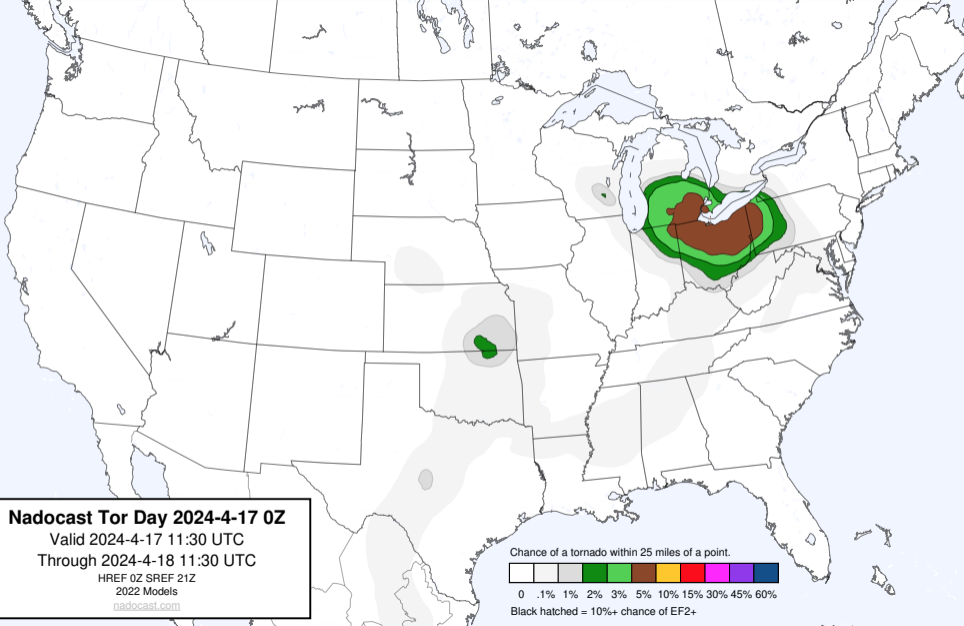 Nadocast Tor Day 2024-4-17 0Z
Valid 2024-4-17 11:30 UTC
Through 2024-4-18 11:30 UTC
HREF 0Z SREF 21Z
2022 Models
nadocast.com
Chance of a tornado within 25 miles of a point.
0 .1% 1% 2% 3% 5% 10% 15% 30% 45% 60%
Black hatched = 10%+ chance of EF2+